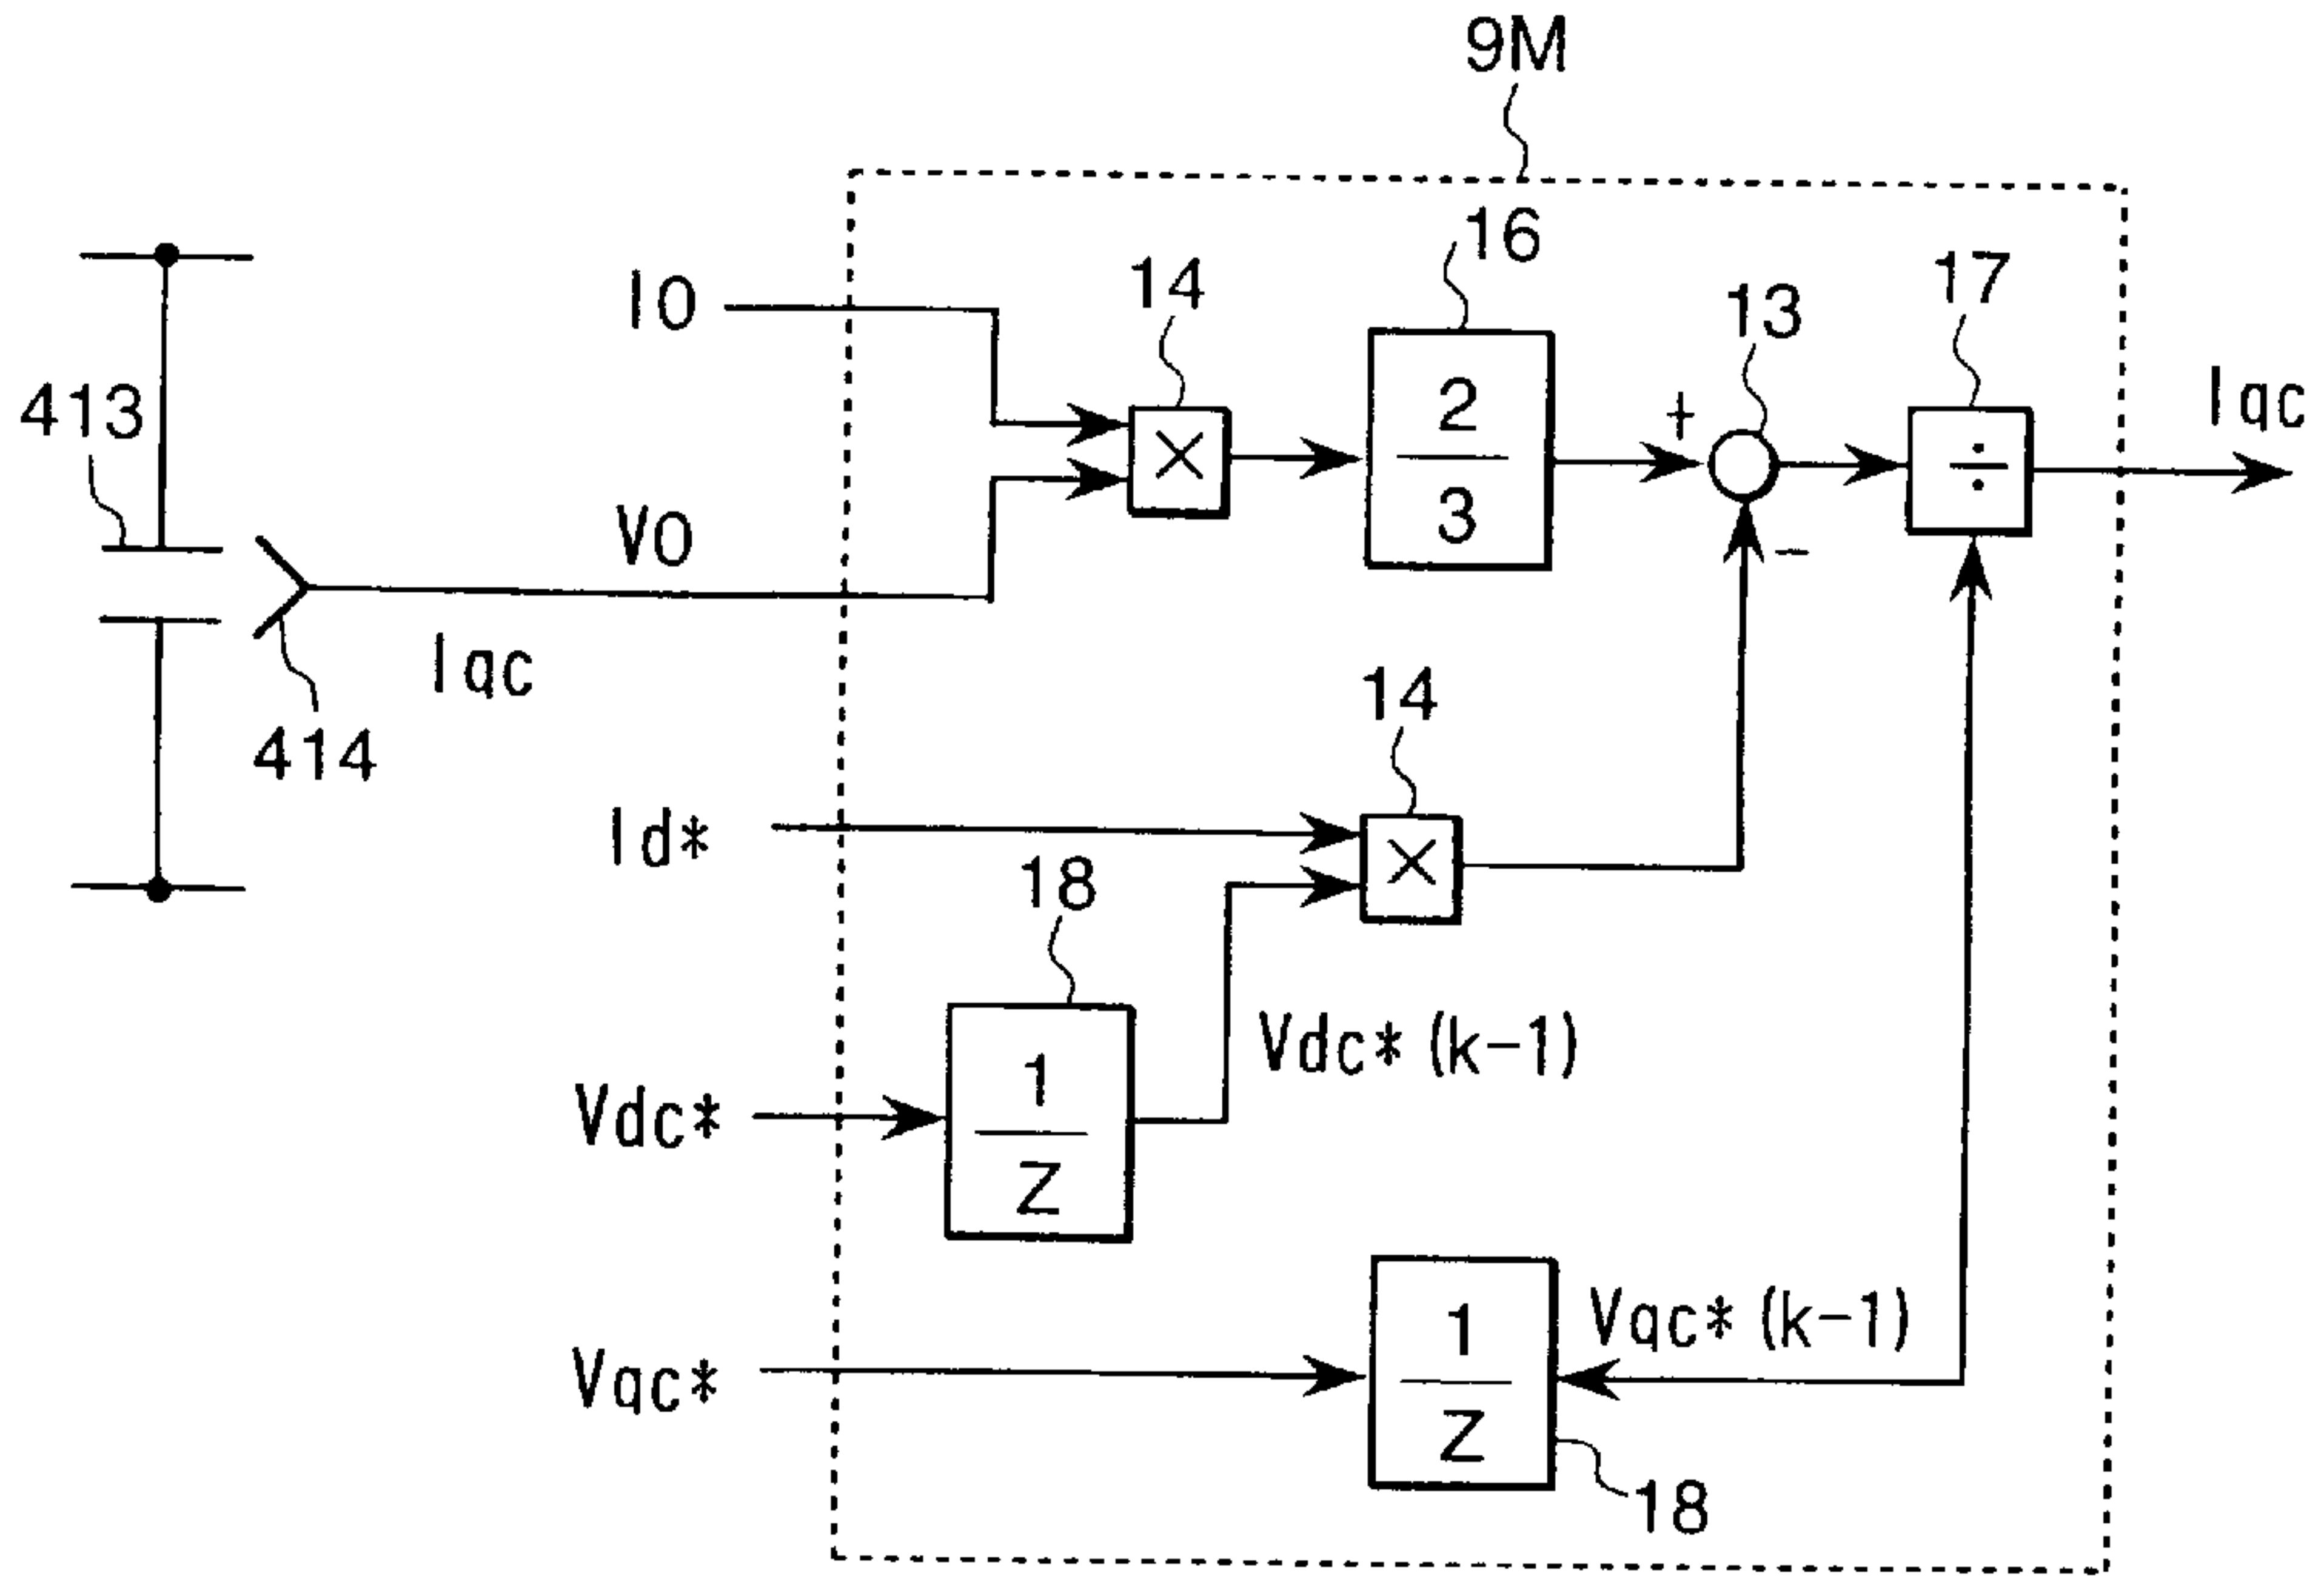 9M
16
14
17
13
I0
413
2
3
+
÷
Iqc
×
V0
−
Iqc
414
14
Id*
×
18
Vdc*(k-1)
1
Z
Vdc*
Vqc*(k-1)
1
Z
Vqc*
18